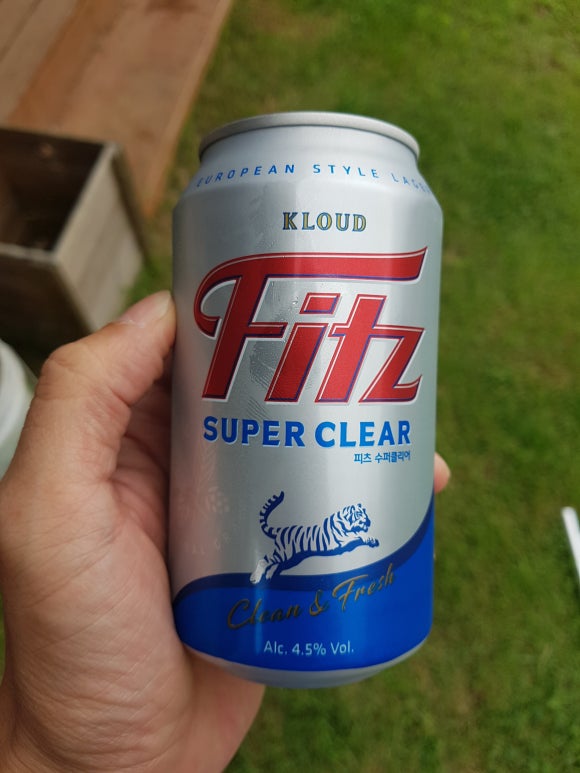 EUROPEAN STYLE LAGE
KLOUD
Fitz
SUPER CLEAR
피츠 수퍼클리어
Clean & Fresh
Alc. 4.5% Vol.